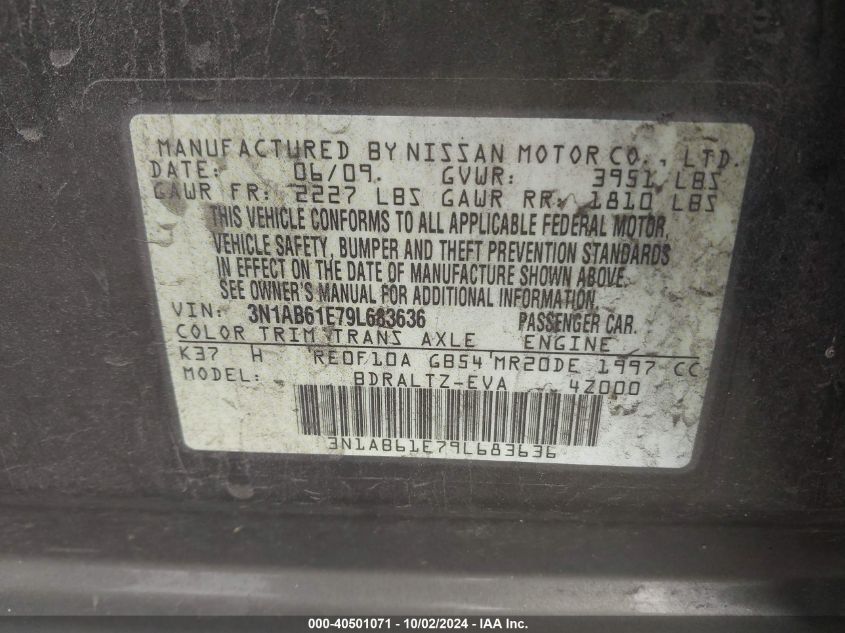 MANUFACTURED BY NISSAN MOTOR CO., LTD.
DATE: 06/09. GVWR: 3951 LBS
GAWR FR: 2227 LBS GAWR RR: 1810 LBS
THIS VEHICLE CONFORMS TO ALL APPLICABLE FEDERAL MOTOR
VEHICLE SAFETY, BUMPER AND THEFT PREVENTION STANDARDS
IN EFFECT ON THE DATE OF MANUFACTURE SHOWN ABOVE.
SEE OWNER'S MANUAL FOR ADDITIONAL INFORMATION.
VIN: 3N1AB61E79L683636 PASSENGER CAR.
COLOR TRIM TRANS AXLE ENGINE
K37 H RE0F10A GB54 MR20DE 1997 CC
MODEL: BDRALTZ-EVA 4Z000
3N1AB61E79L683636
000-40501071 - 10/02/2024 - IAA Inc.